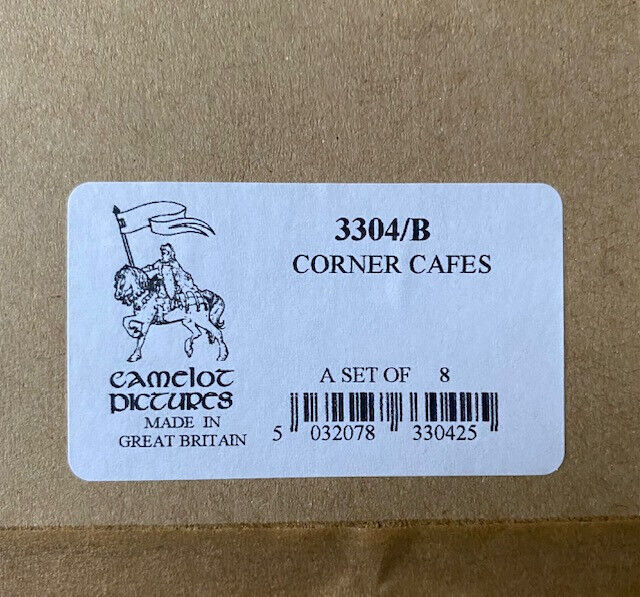 3304/B
CORNER CAFES
A SET OF 8
5 032078 330425
CAMELOT
PICTURES
MADE IN
GREAT BRITAIN